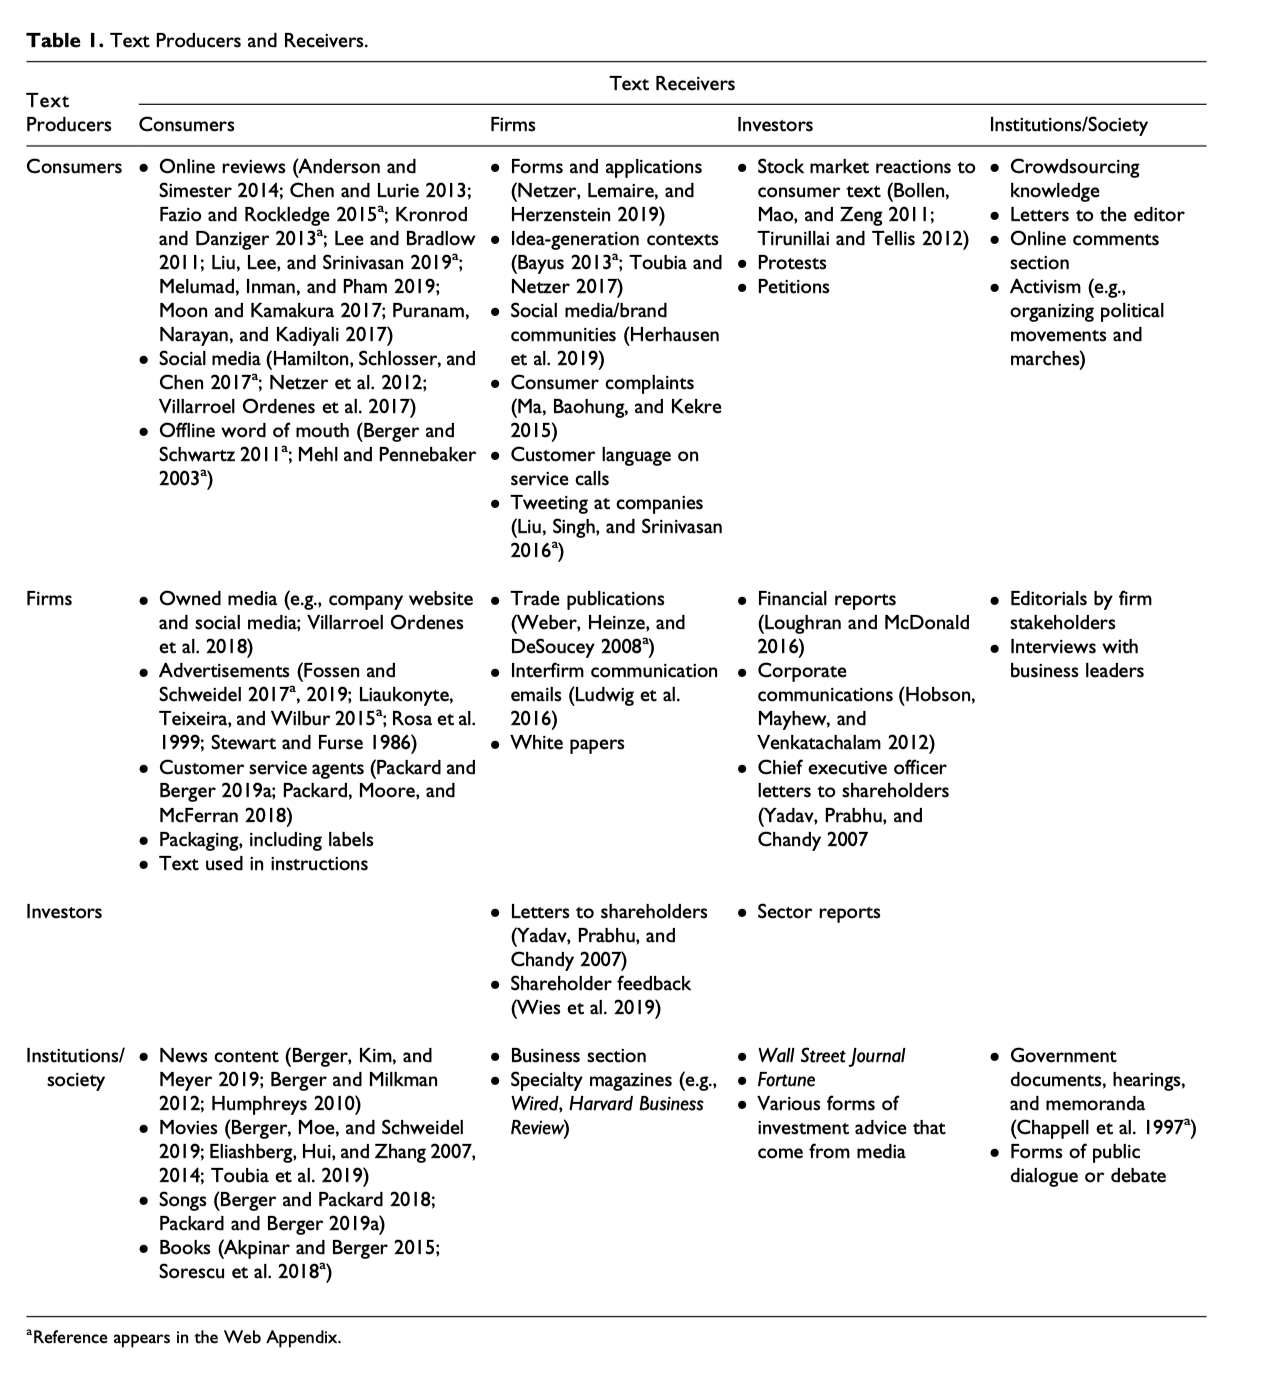 Table 1. Text Producers and Receivers.
Text Receivers
Text
Producers
Consumers
Firms
Investors
Institutions/Society
Consumers
● Online reviews (Anderson and
Simester 2014; Chen and Lurie 2013;
Fazio and Rockledge 2015ᵃ; Kronrod
and Danziger 2013ᵃ; Lee and Bradlow
2011; Liu, Lee, and Srinivasan 2019ᵃ;
Melumad, Inman, and Pham 2019;
Moon and Kamakura 2017; Puranam,
Narayan, and Kadiyali 2017)
● Social media (Hamilton, Schlosser, and
Chen 2017ᵃ; Netzer et al. 2012;
Villarroel Ordenes et al. 2017)
● Offline word of mouth (Berger and
Schwartz 2011ᵃ; Mehl and Pennebaker
2003ᵃ)
● Forms and applications
(Netzer, Lemaire, and
Herzenstein 2019)
● Idea-generation contexts
(Bayus 2013ᵃ; Toubia and
Netzer 2017)
● Social media/brand
communities (Herhausen
et al. 2019)
● Consumer complaints
(Ma, Baohung, and Kekre
2015)
● Customer language on
service calls
● Tweeting at companies
(Liu, Singh, and Srinivasan
2016ᵃ)
● Stock market reactions to
consumer text (Bollen,
Mao, and Zeng 2011;
Tirunillai and Tellis 2012)
● Protests
● Petitions
● Crowdsourcing
knowledge
● Letters to the editor
● Online comments
section
● Activism (e.g.,
organizing political
movements and
marches)
Firms
● Owned media (e.g., company website
and social media; Villarroel Ordenes
et al. 2018)
● Advertisements (Fossen and
Schweidel 2017ᵃ, 2019; Liaukonyte,
Teixeira, and Wilbur 2015ᵃ; Rosa et al.
1999; Stewart and Furse 1986)
● Customer service agents (Packard and
Berger 2019a; Packard, Moore, and
McFerran 2018)
● Packaging, including labels
● Text used in instructions
● Trade publications
(Weber, Heinze, and
DeSoucey 2008ᵃ)
● Interfirm communication
emails (Ludwig et al.
2016)
● White papers
● Financial reports
(Loughran and McDonald
2016)
● Corporate
communications (Hobson,
Mayhew, and
Venkatachalam 2012)
● Chief executive officer
letters to shareholders
(Yadav, Prabhu, and
Chandy 2007
● Editorials by firm
stakeholders
● Interviews with
business leaders
Investors
● Letters to shareholders
(Yadav, Prabhu, and
Chandy 2007)
● Shareholder feedback
(Wies et al. 2019)
● Sector reports
Institutions/
society
● News content (Berger, Kim, and
Meyer 2019; Berger and Milkman
2012; Humphreys 2010)
● Movies (Berger, Moe, and Schweidel
2019; Eliashberg, Hui, and Zhang 2007,
2014; Toubia et al. 2019)
● Songs (Berger and Packard 2018;
Packard and Berger 2019a)
● Books (Akpinar and Berger 2015;
Sorescu et al. 2018ᵃ)
● Business section
● Specialty magazines (e.g.,
Wired, Harvard Business
Review)
● Wall Street Journal
● Fortune
● Various forms of
investment advice that
come from media
● Government
documents, hearings,
and memoranda
(Chappell et al. 1997ᵃ)
● Forms of public
dialogue or debate
ᵃReference appears in the Web Appendix.